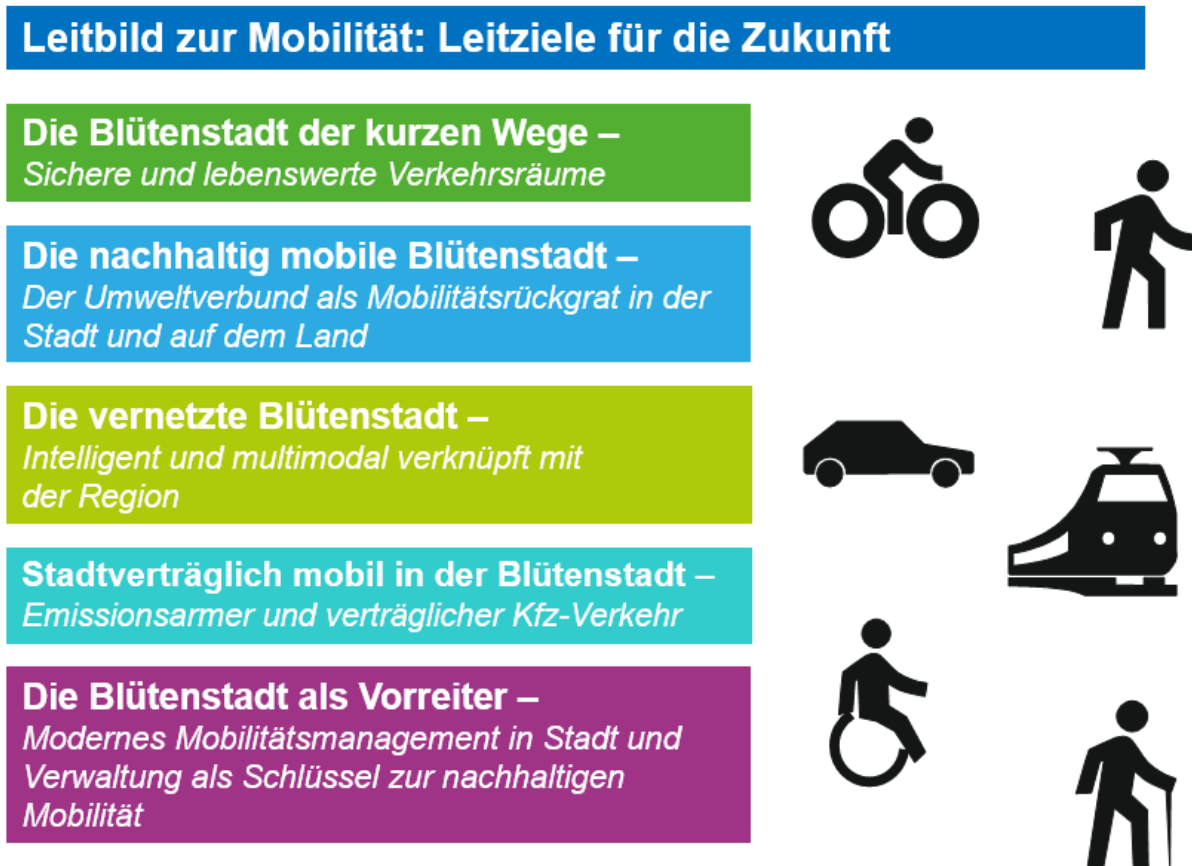 Leitbild zur Mobilität: Leitziele für die Zukunft
Die Blütenstadt der kurzen Wege –
Sichere und lebenswerte Verkehrsräume
Die nachhaltig mobile Blütenstadt –
Der Umweltverbund als Mobilitätsrückgrat in der
Stadt und auf dem Land
Die vernetzte Blütenstadt –
Intelligent und multimodal verknüpft mit
der Region
Stadtverträglich mobil in der Blütenstadt –
Emissionsarmer und verträglicher Kfz-Verkehr
Die Blütenstadt als Vorreiter –
Modernes Mobilitätsmanagement in Stadt und
Verwaltung als Schlüssel zur nachhaltigen
Mobilität